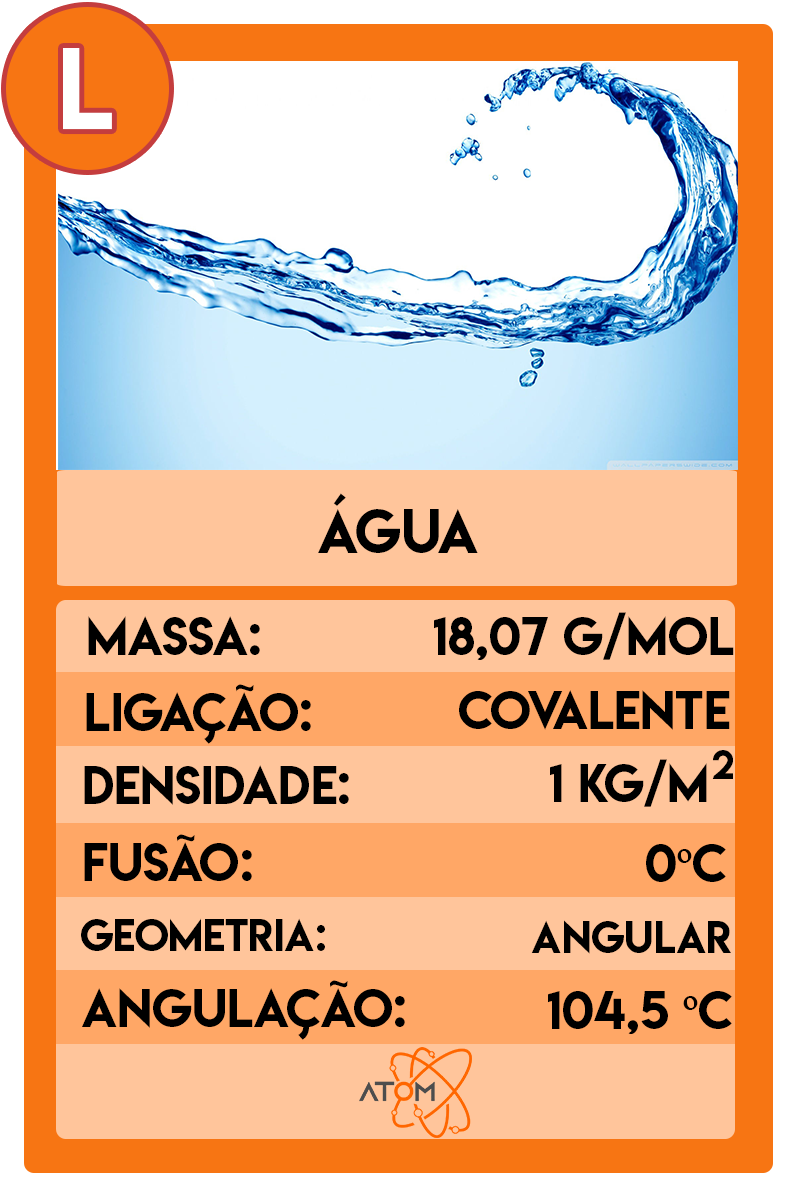 L
ÁGUA
MASSA: 18,07 G/MOL
LIGAÇÃO: COVALENTE
DENSIDADE: 1 KG/M²
FUSÃO: 0ºC
GEOMETRIA: ANGULAR
ANGULAÇÃO: 104,5 ºC
ATOM